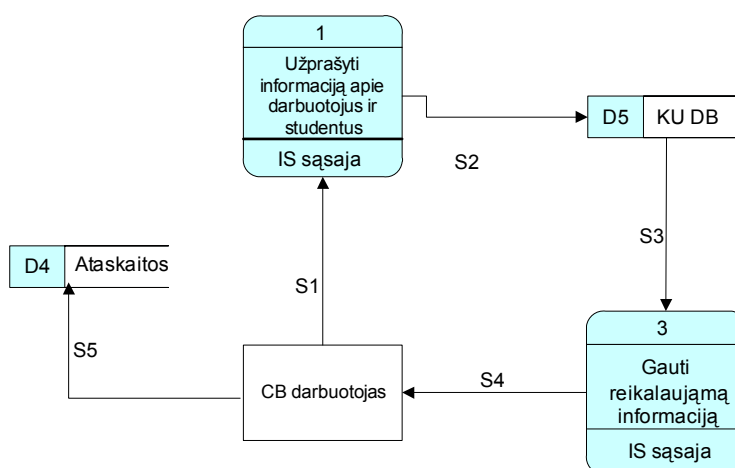 1
Užprašyti
informaciją apie
darbuotojus ir
studentus
IS sąsaja
D5 KU DB
S2
S3
D4 Ataskaitos
S1
S5
CB darbuotojas
S4
3
Gauti
reikalaująmą
informaciją
IS sąsaja